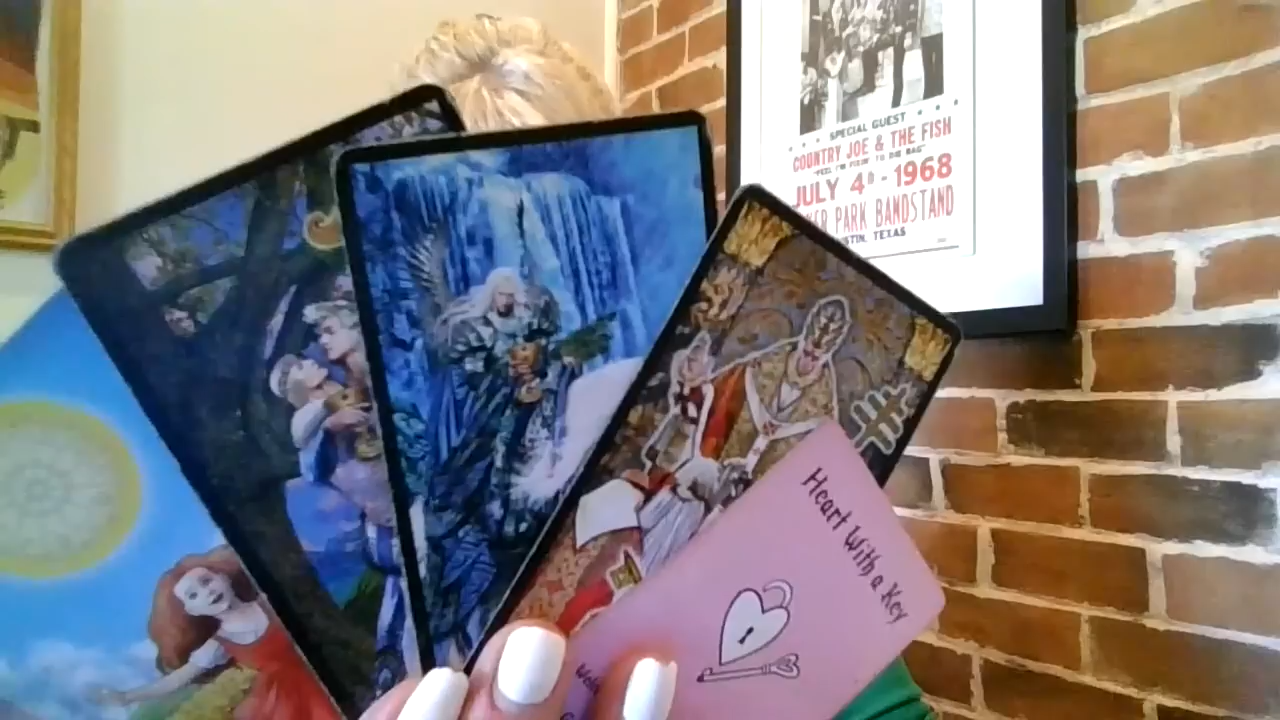 SPECIAL GUEST
COUNTRY JOE & THE FISH
"FEEL I'M FIXIN' TO DIE RAG"
JULY 4th - 1968
PARK BANDSTAND
TEXAS
Heart With a Key